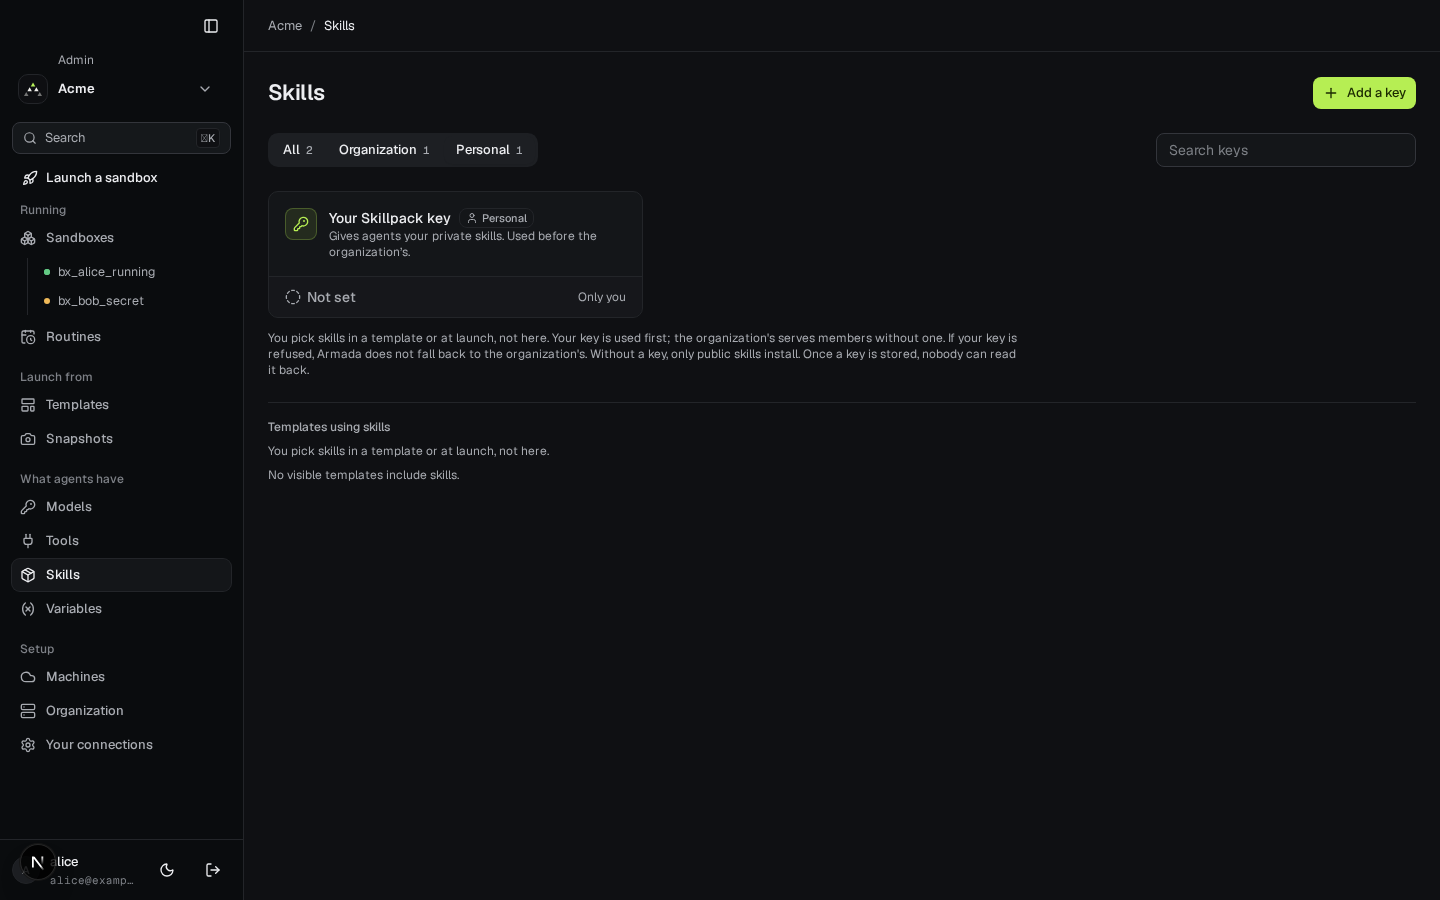 Acme / Skills
Admin
Acme
Search K
Launch a sandbox
Running
Sandboxes
bx_alice_running
bx_bob_secret
Routines
Launch from
Templates
Snapshots
What agents have
Models
Tools
Skills
Variables
Setup
Machines
Organization
Your connections
N alice
alice@examp…
Skills
Add a key
All 2 Organization 1 Personal 1
Search keys
Your Skillpack key Personal
Gives agents your private skills. Used before the
organization's.
Not set Only you
You pick skills in a template or at launch, not here. Your key is used first; the organization's serves members without one. If your key is
refused, Armada does not fall back to the organization's. Without a key, only public skills install. Once a key is stored, nobody can read
it back.
Templates using skills
You pick skills in a template or at launch, not here.
No visible templates include skills.